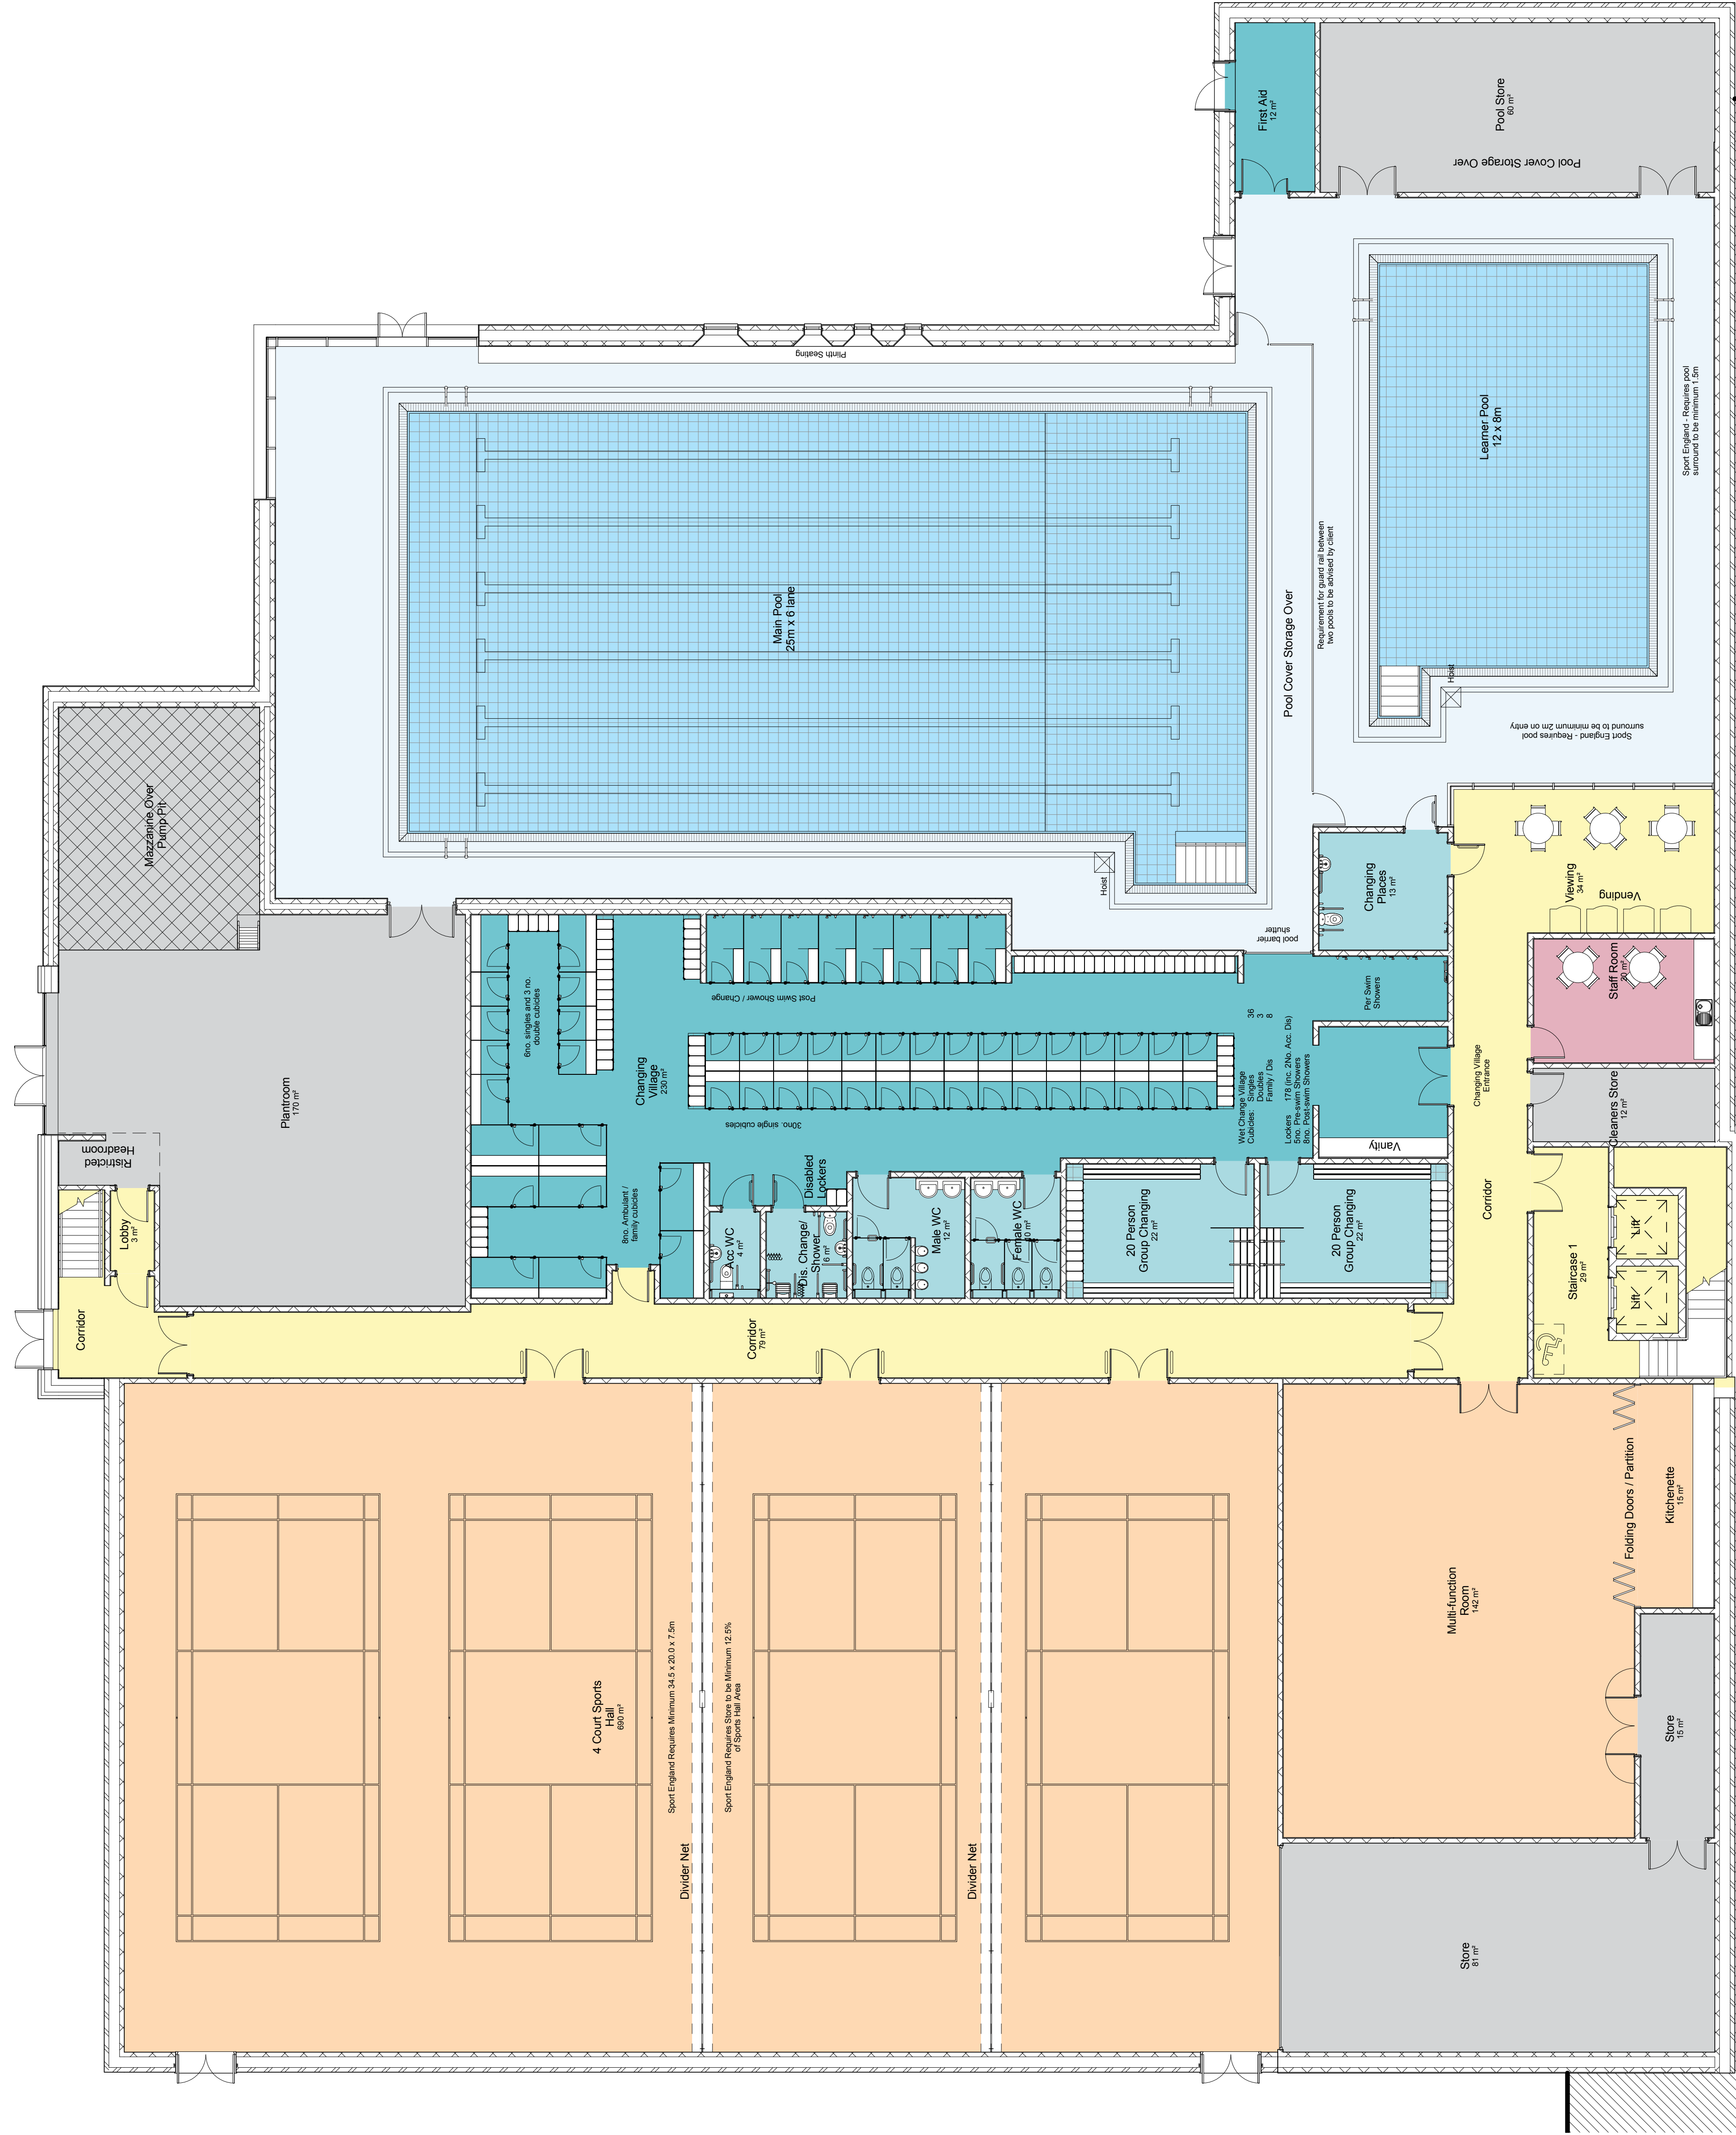 First Aid
12 m²
Pool Store
60 m²
Pool Cover Storage Over
Plinth Seating
Learner Pool
12 x 8m
Sport England - Requires pool
surround to be minimum 1.5m
Main Pool
25m x 6 lane
Pool Cover Storage Over
Requirement for guard rail between
two pools to be advised by client
Hoist
Sport England - Requires pool
surround to be minimum 2m on entry
Mazzanine Over
Pump Pit
Hoist
pool barrier
shutter
Changing
Places
13 m²
Viewing
34 m²
Vending
Staff Room
20 m²
Plantroom
170 m²
Ristricted
Headroom
Lobby
3 m²
6no. singles and 3 no.
double cubicles
Post Swim Shower / Change
Changing
Village
230 m²
30no. single cubicles
Per Swim
Showers
Wet Change Village
Cubicles: Singles 36
Doubles 3
Family / Dis 8
Lockers 178 (inc. 2No. Acc. Dis)
5no. Pre-swim Showers
8no. Post-swim Showers
Changing Village
Entrance
Cleaners Store
12 m²
Vanity
8no. Ambulant /
family cubicles
Disabled
Lockers
Acc WC
4 m²
Dis. Change/
Shower
6 m²
Male WC
12 m²
Female WC
10 m²
20 Person
Group Changing
22 m²
20 Person
Group Changing
22 m²
Corridor
Staircase 1
29 m²
Lift
Lift
Corridor
Corridor
79 m²
4 Court Sports
Hall
690 m²
Sport England Requires Minimum 34.5 x 20.0 x 7.5m
Sport England Requires Store to be Minimum 12.5%
of Sports Hall Area
Divider Net
Divider Net
Multi-function
Room
142 m²
Folding Doors / Partition
Kitchenette
15 m²
Store
15 m²
Store
81 m²